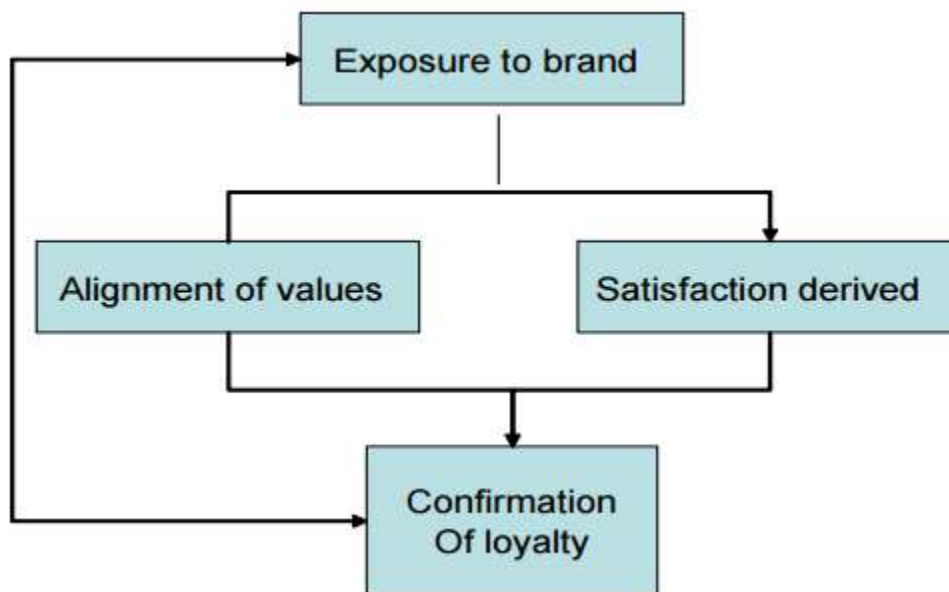 Exposure to brand
Alignment of values
Satisfaction derived
Confirmation
Of loyalty